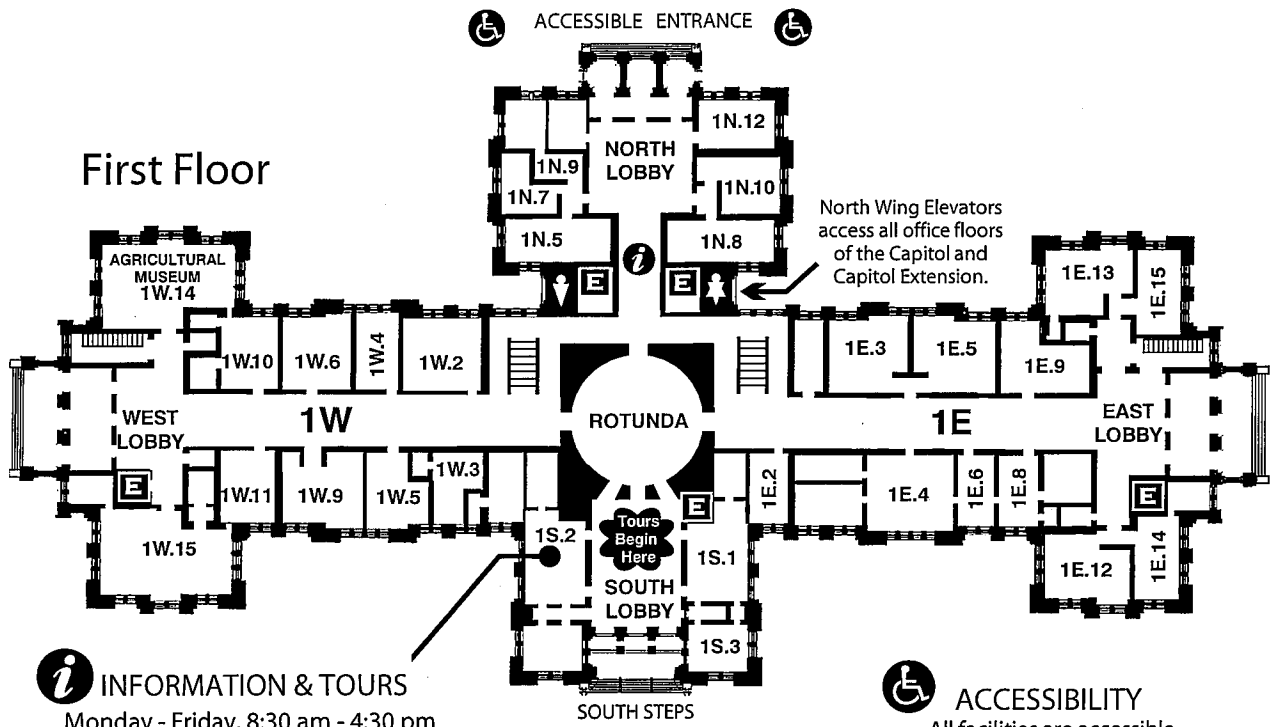 ACCESSIBLE ENTRANCE
First Floor
1N.12
NORTH
LOBBY
1N.9
1N.7
1N.10
1N.5
1N.8
North Wing Elevators
access all office floors
of the Capitol and
Capitol Extension.
i
E
E
AGRICULTURAL
MUSEUM
1W.14
1E.13
1E.15
1W.10
1W.6
1W.4
1W.2
1E.3
1E.5
1E.9
WEST
LOBBY
1W
ROTUNDA
1E
EAST
LOBBY
E
1W.11
1W.9
1W.5
1W.3
1E.2
1E.4
1E.6
1E.8
E
E
1W.15
1S.2
Tours
Begin
Here
1S.1
1E.12
1E.14
SOUTH
LOBBY
1S.3
i INFORMATION & TOURS
Monday - Friday, 8:30 am - 4:30 pm
SOUTH STEPS
ACCESSIBILITY
All facilities are accessible